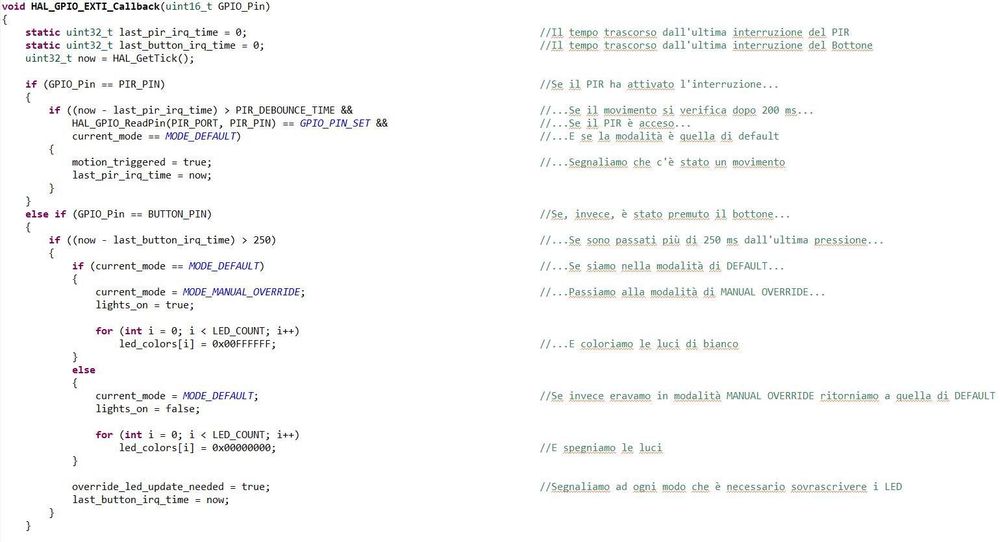 void HAL_GPIO_EXTI_Callback(uint16_t GPIO_Pin)
{
    static uint32_t last_pir_irq_time = 0; //Il tempo trascorso dall'ultima interruzione del PIR
    static uint32_t last_button_irq_time = 0; //Il tempo trascorso dall'ultima interruzione del Bottone
    uint32_t now = HAL_GetTick();

    if (GPIO_Pin == PIR_PIN) //Se il PIR ha attivato l'interruzione...
    {
        if ((now - last_pir_irq_time) > PIR_DEBOUNCE_TIME && //...Se il movimento si verifica dopo 200 ms...
            HAL_GPIO_ReadPin(PIR_PORT, PIR_PIN) == GPIO_PIN_SET && //...Se il PIR è acceso...
            current_mode == MODE_DEFAULT) //...E se la modalità è quella di default
        {
            motion_triggered = true; //...Segnaliamo che c'è stato un movimento
            last_pir_irq_time = now;
        }
    }
    else if (GPIO_Pin == BUTTON_PIN) //Se, invece, è stato premuto il bottone...
    {
        if ((now - last_button_irq_time) > 250) //...Se sono passati più di 250 ms dall'ultima pressione...
        {
            if (current_mode == MODE_DEFAULT) //...Se siamo nella modalità di DEFAULT...
            {
                current_mode = MODE_MANUAL_OVERRIDE; //...Passiamo alla modalità di MANUAL OVERRIDE...
                lights_on = true;

                for (int i = 0; i < LED_COUNT; i++)
                    led_colors[i] = 0x00FFFFFF; //...E coloriamo le luci di bianco
            }
            else
            {
                current_mode = MODE_DEFAULT; //Se invece eravamo in modalità MANUAL OVERRIDE ritorniamo a quella di DEFAULT
                lights_on = false;

                for (int i = 0; i < LED_COUNT; i++)
                    led_colors[i] = 0x00000000; //E spegniamo le luci
            }

            override_led_update_needed = true; //Segnaliamo ad ogni modo che è necessario sovrascrivere i LED
            last_button_irq_time = now;
        }
    }